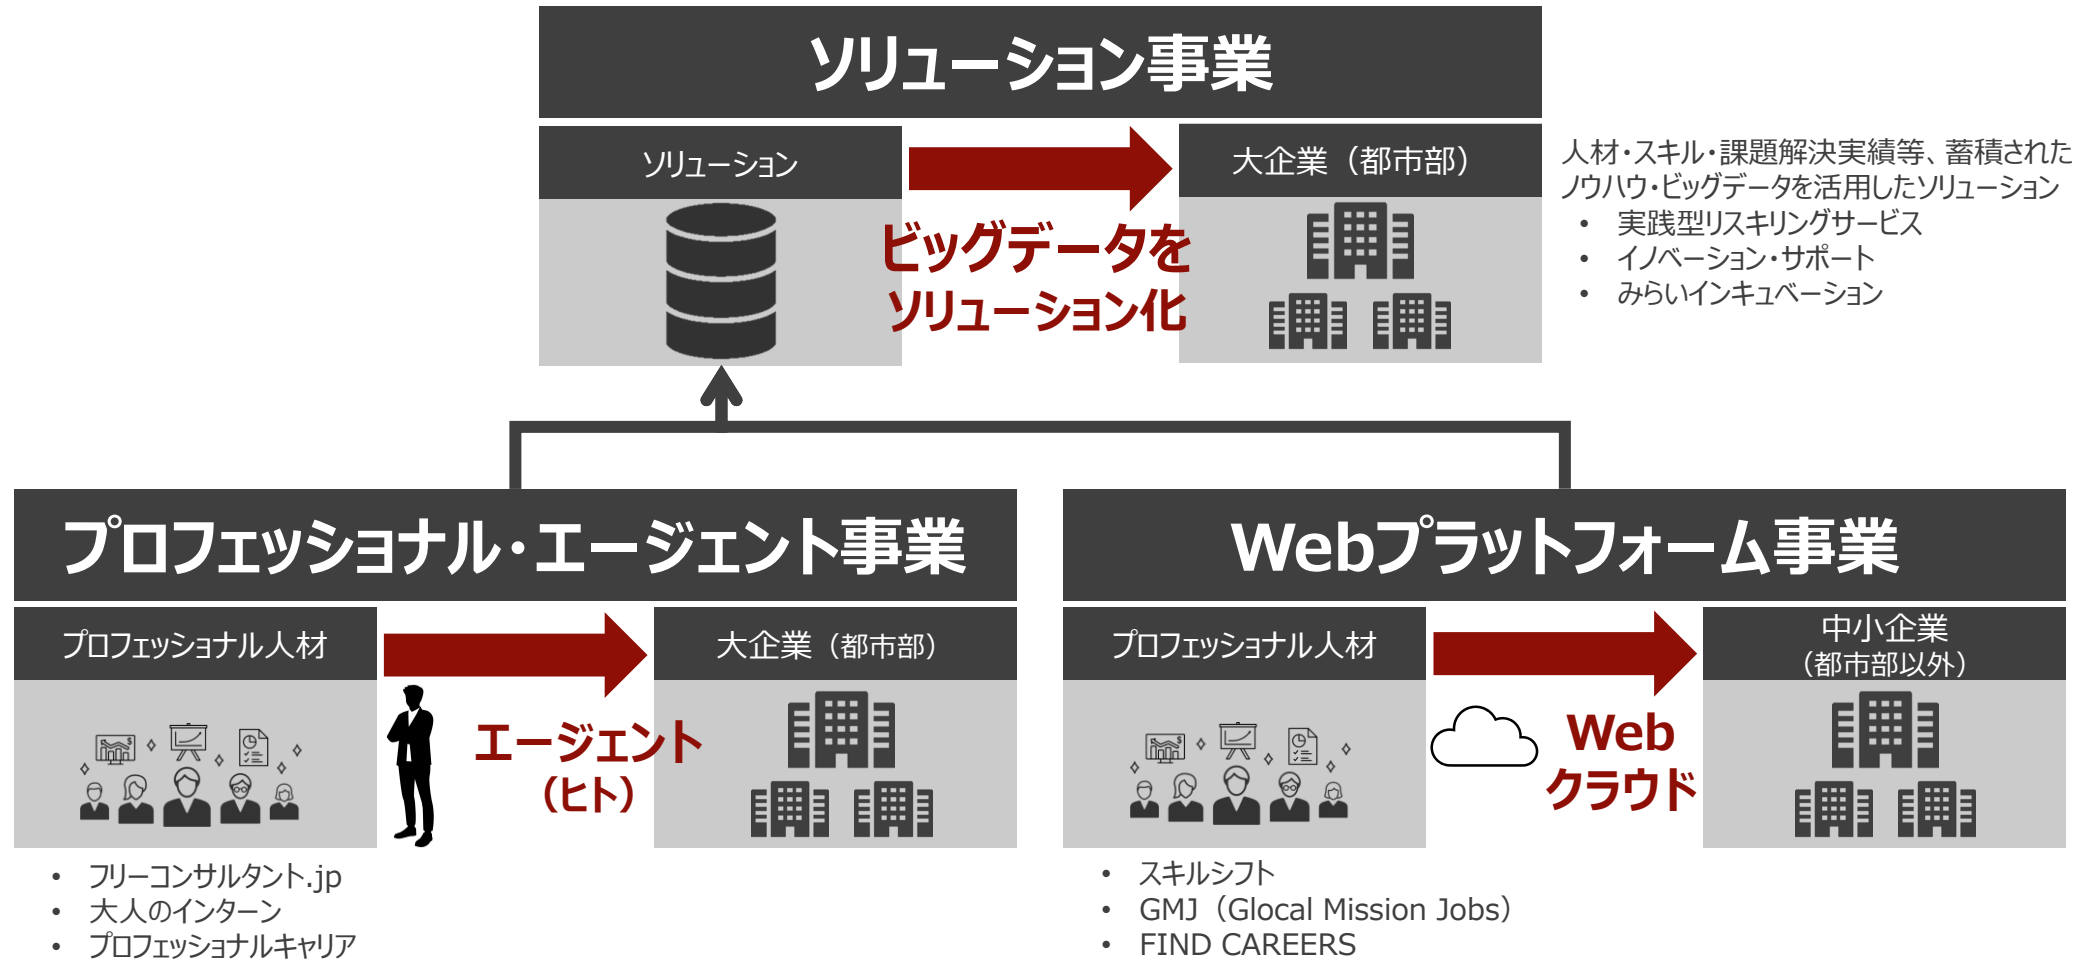 ソリューション事業
ソリューション
大企業（都市部）
ビッグデータを
ソリューション化
人材・スキル・課題解決実績等、蓄積された
ノウハウ・ビッグデータを活用したソリューション
• 実践型リスキリングサービス
• イノベーション・サポート
• みらいインキュベーション
プロフェッショナル・エージェント事業
プロフェッショナル人材
大企業（都市部）
エージェント
（ヒト）
• フリーコンサルタント.jp
• 大人のインターン
• プロフェッショナルキャリア
Webプラットフォーム事業
プロフェッショナル人材
中小企業
（都市部以外）
Web
クラウド
• スキルシフト
• GMJ（Glocal Mission Jobs）
• FIND CAREERS